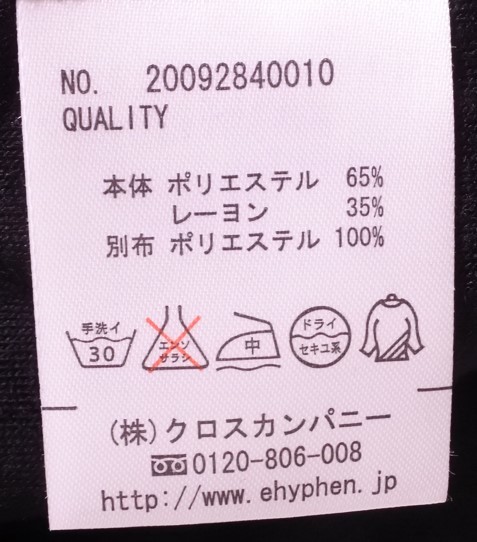 NO. 20092840010
QUALITY
本体 ポリエステル 65%
レーヨン 35%
別布 ポリエステル 100%
手洗イ
30
エンソ
サラシ
中
ドライ
セキユ系
(株)クロスカンパニー
0120-806-008
http://www.ehyphen.jp